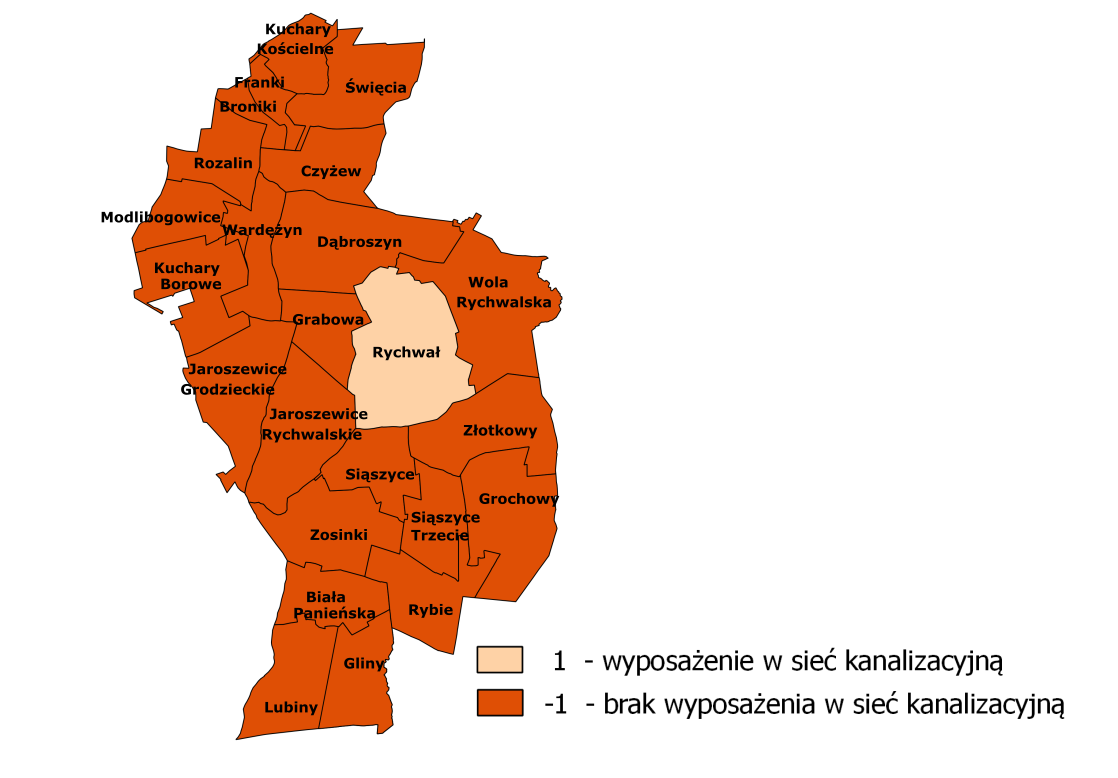 Kuchary
Kościelne
Franki
Święcia
Broniki
Rozalin
Czyżew
Modlibogowice
Wardężyn
Dąbroszyn
Kuchary
Borowe
Wola
Rychwalska
Grabowa
Rychwał
Jaroszewice
Grodzieckie
Jaroszewice
Rychwalskie
Złotkowy
Siąszyce
Grochowy
Siąszyce
Trzecie
Zosinki
Biała
Panieńska
Rybie
Gliny
Lubiny
1 - wyposażenie w sieć kanalizacyjną
-1 - brak wyposażenia w sieć kanalizacyjną